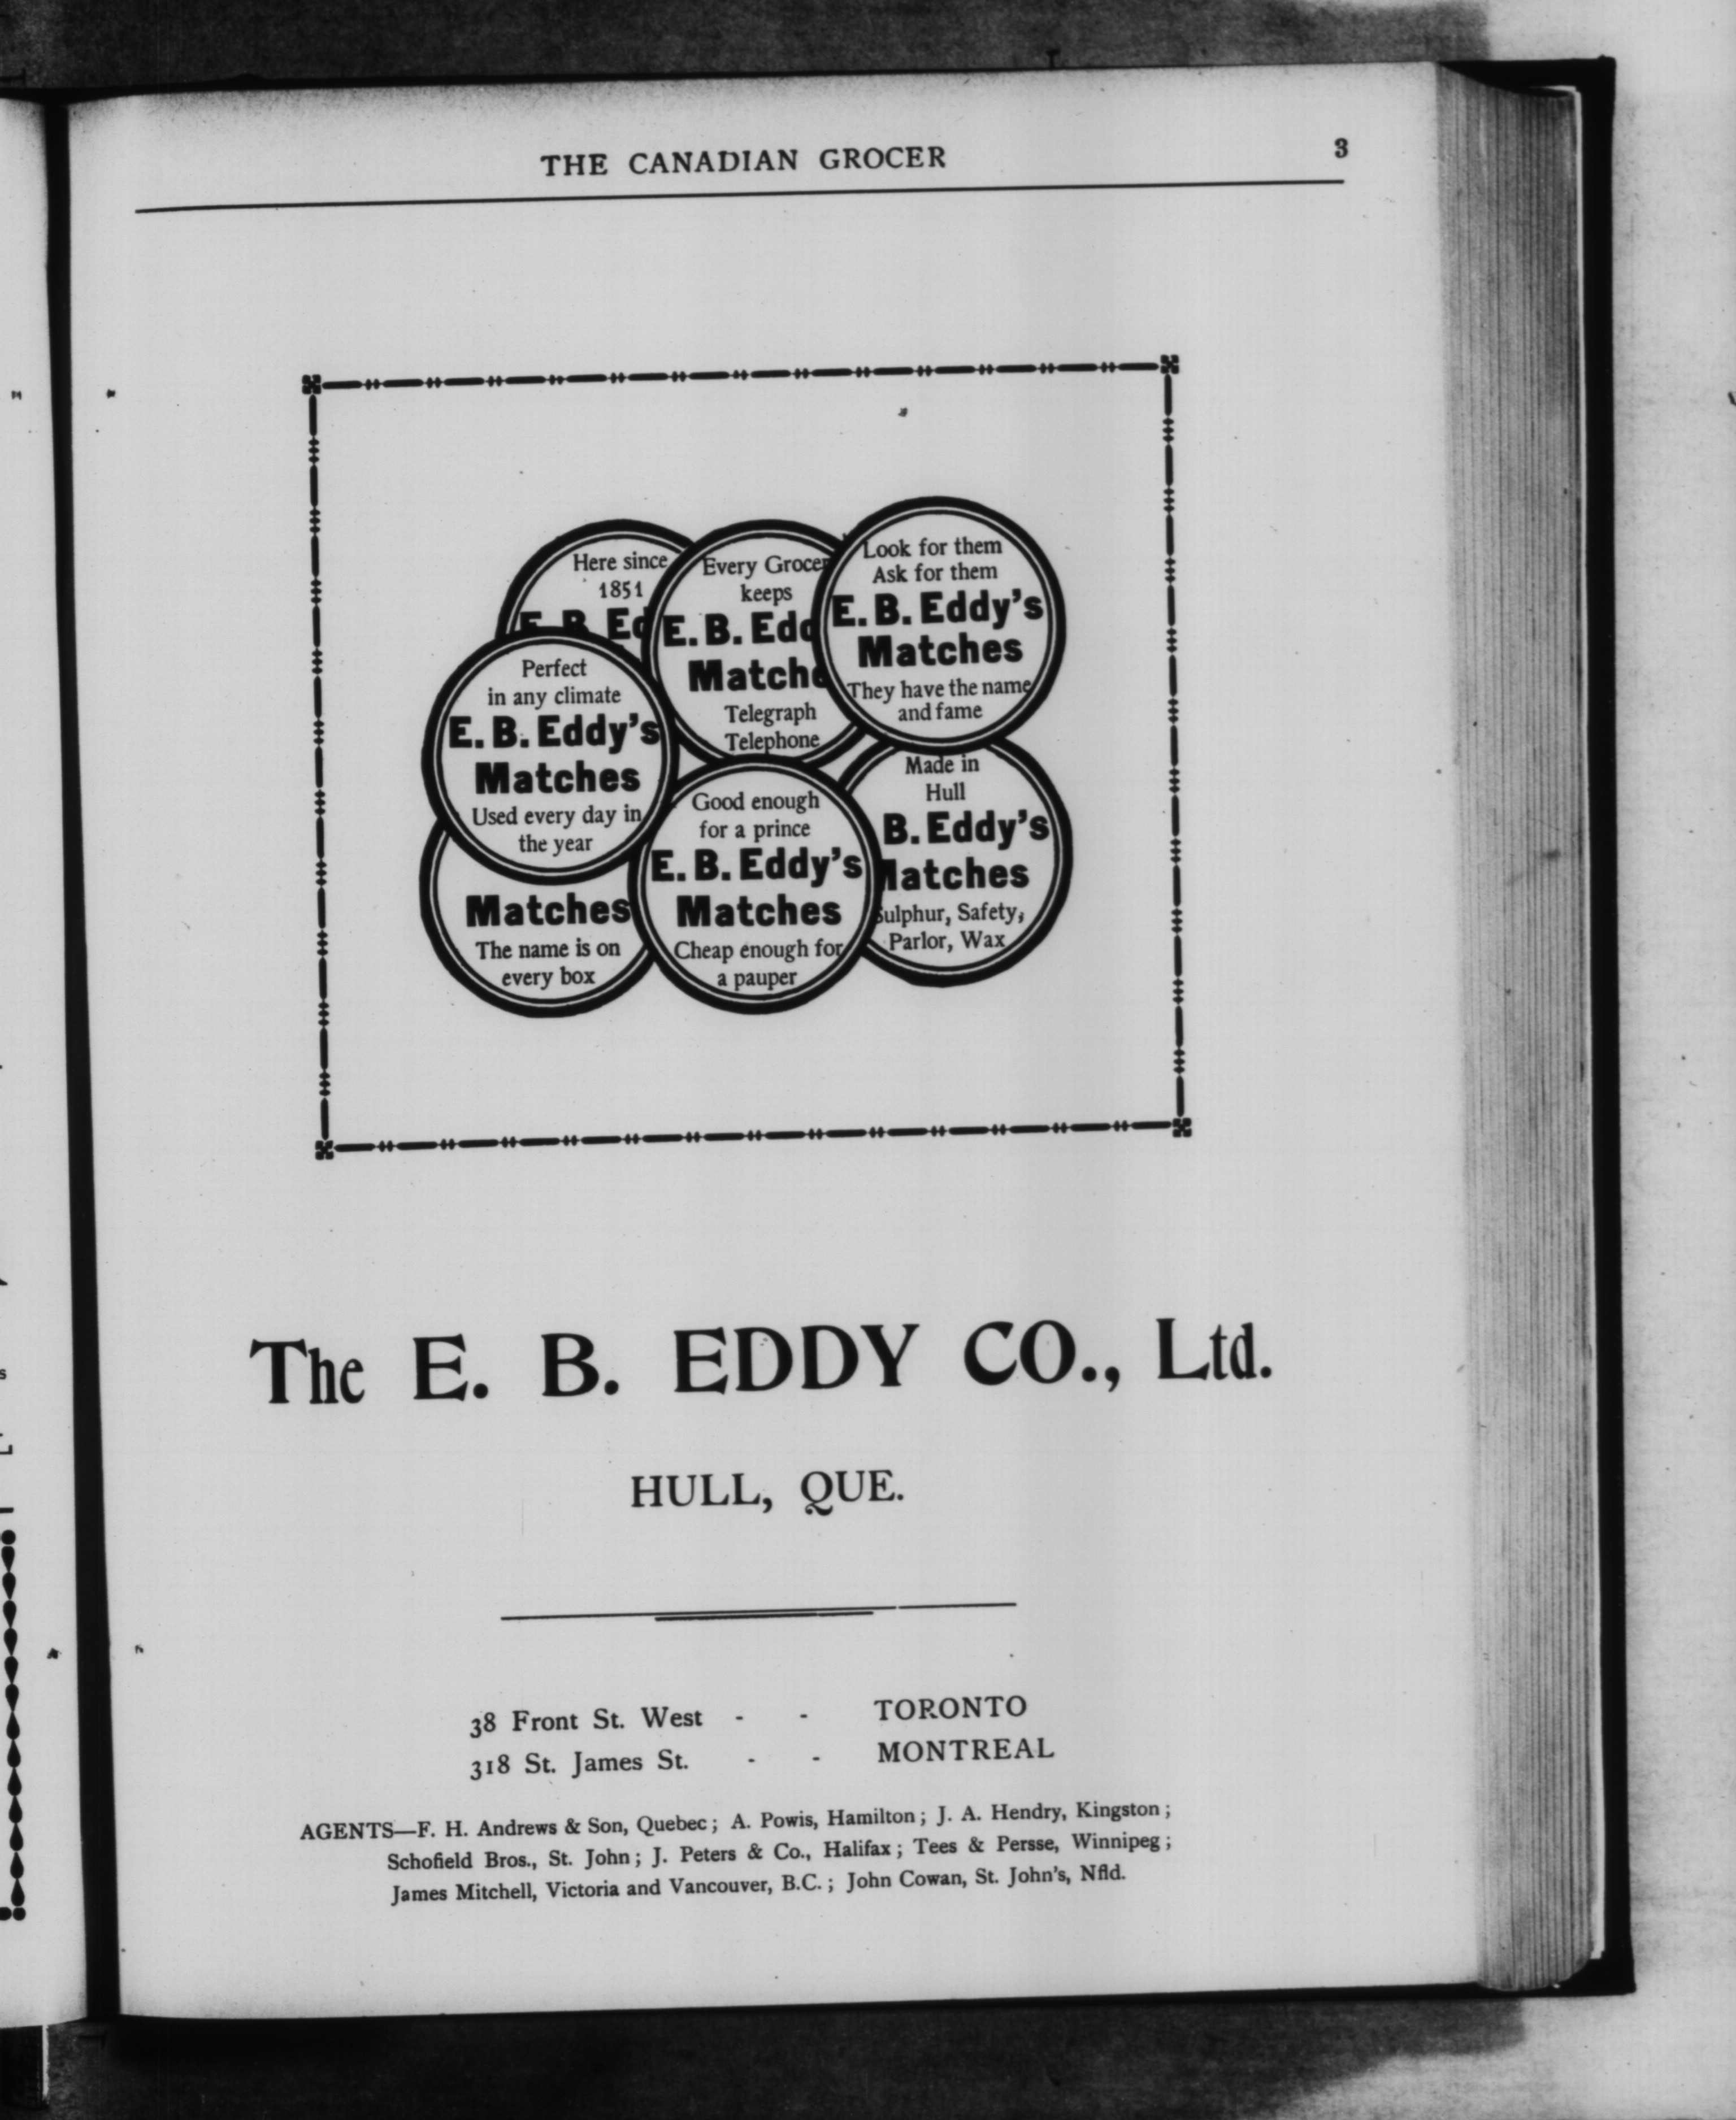 THE CANADIAN GROCER 3
Here since
1851
E. B. Ed
Every Grocer
keeps
E. B. Edd
Matche
Telegraph
Telephone
Look for them
Ask for them
E. B. Eddy's
Matches
They have the name
and fame
Perfect
in any climate
E. B. Eddy's
Matches
Used every day in
the year
Matches
The name is on
every box
Good enough
for a prince
E. B. Eddy's
Matches
Cheap enough for
a pauper
Made in
Hull
B. Eddy's
Matches
Sulphur, Safety,
Parlor, Wax
The E. B. EDDY CO., Ltd.
HULL, QUE.
38 Front St. West - - TORONTO
318 St. James St. - - MONTREAL
AGENTS—F. H. Andrews & Son, Quebec; A. Powis, Hamilton; J. A. Hendry, Kingston;
Schofield Bros., St. John; J. Peters & Co., Halifax; Tees & Persse, Winnipeg;
James Mitchell, Victoria and Vancouver, B.C.; John Cowan, St. John's, Nfld.